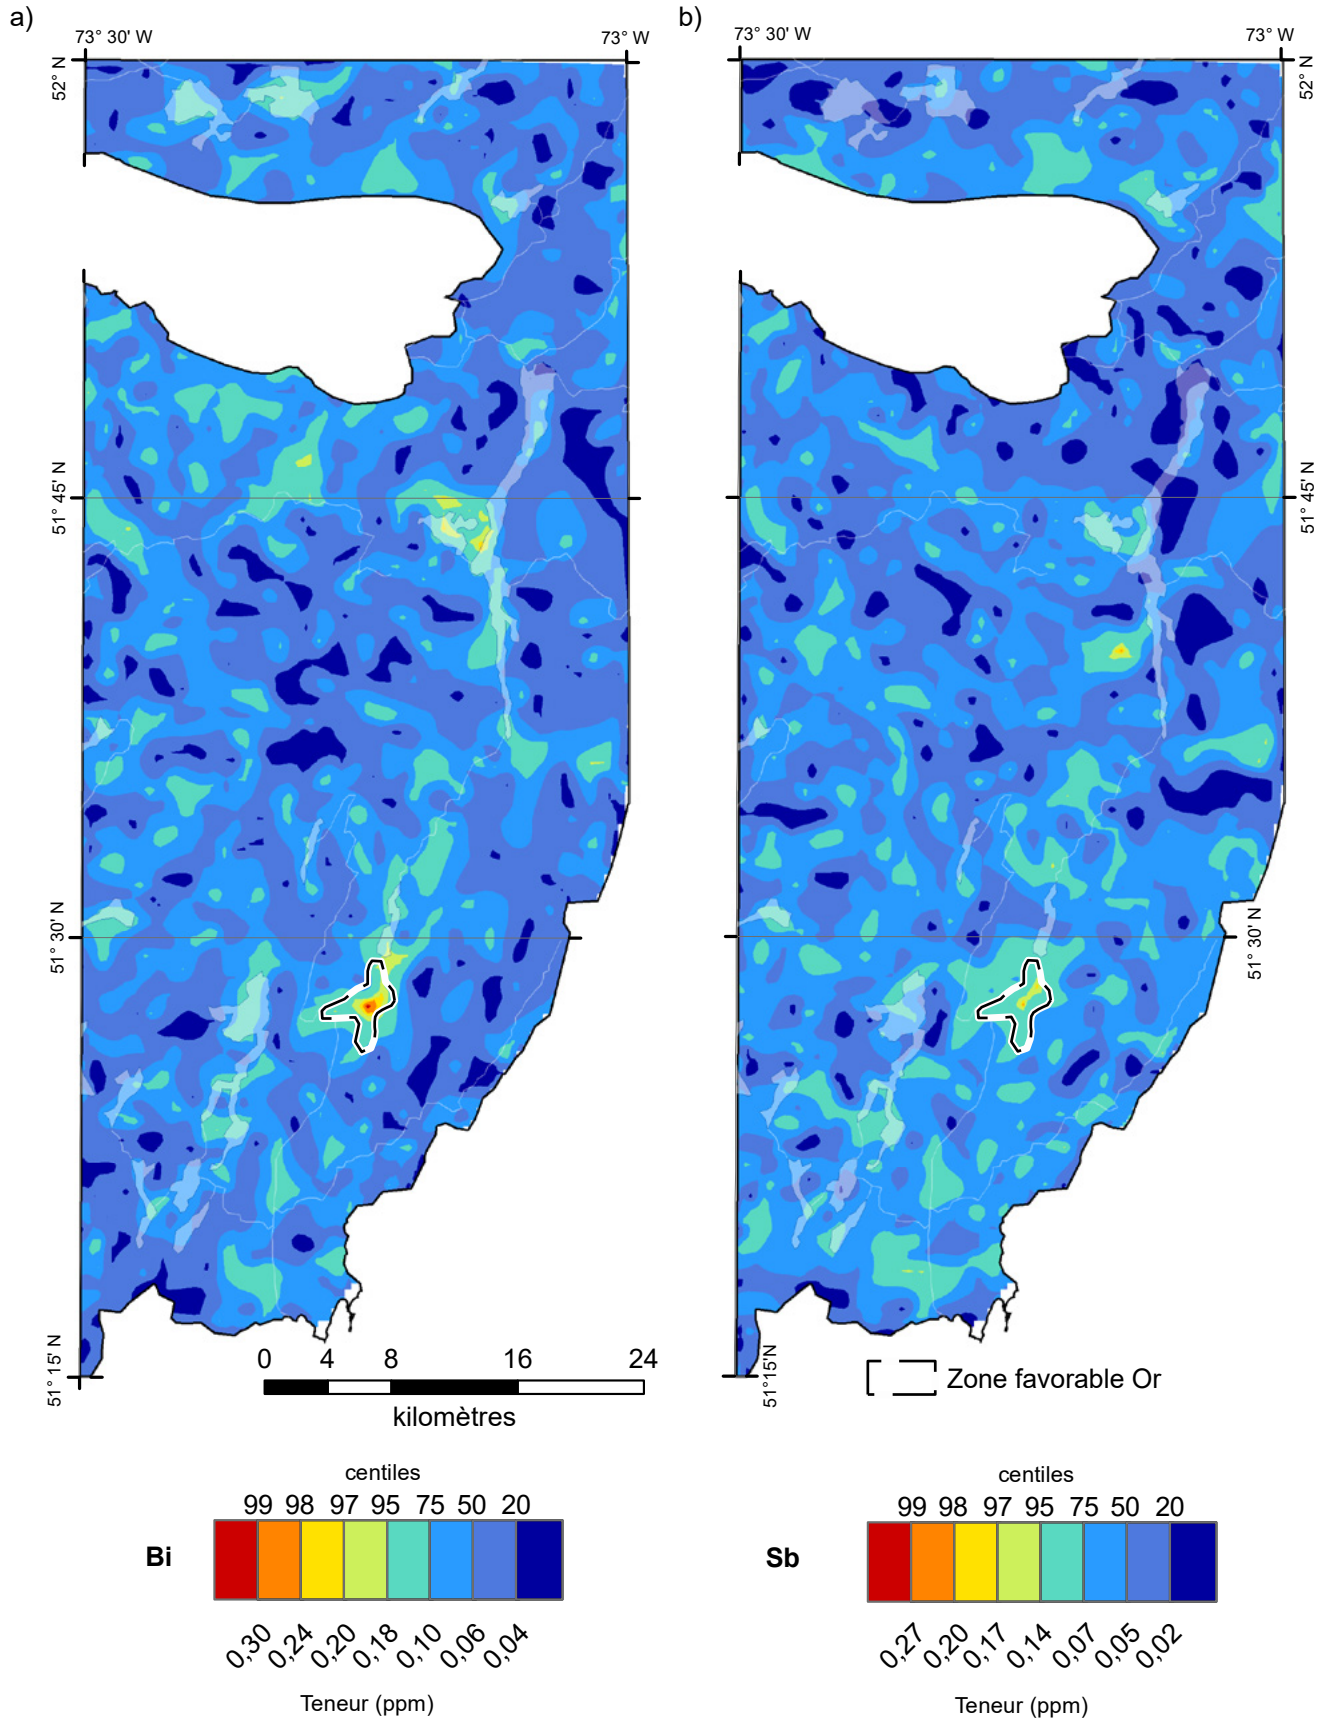 a)
b)
73° 30' W
73° W
73° 30' W
73° W
52° N
52° N
51° 45' N
51° 45' N
51° 30' N
51° 30' N
51° 15' N
51° 15'N
0 4 8 16 24
kilomètres
Zone favorable Or
centiles
99 98 97 95 75 50 20
Bi
0,30 0,24 0,20 0,18 0,10 0,06 0,04
Teneur (ppm)
centiles
99 98 97 95 75 50 20
Sb
0,27 0,20 0,17 0,14 0,07 0,05 0,02
Teneur (ppm)